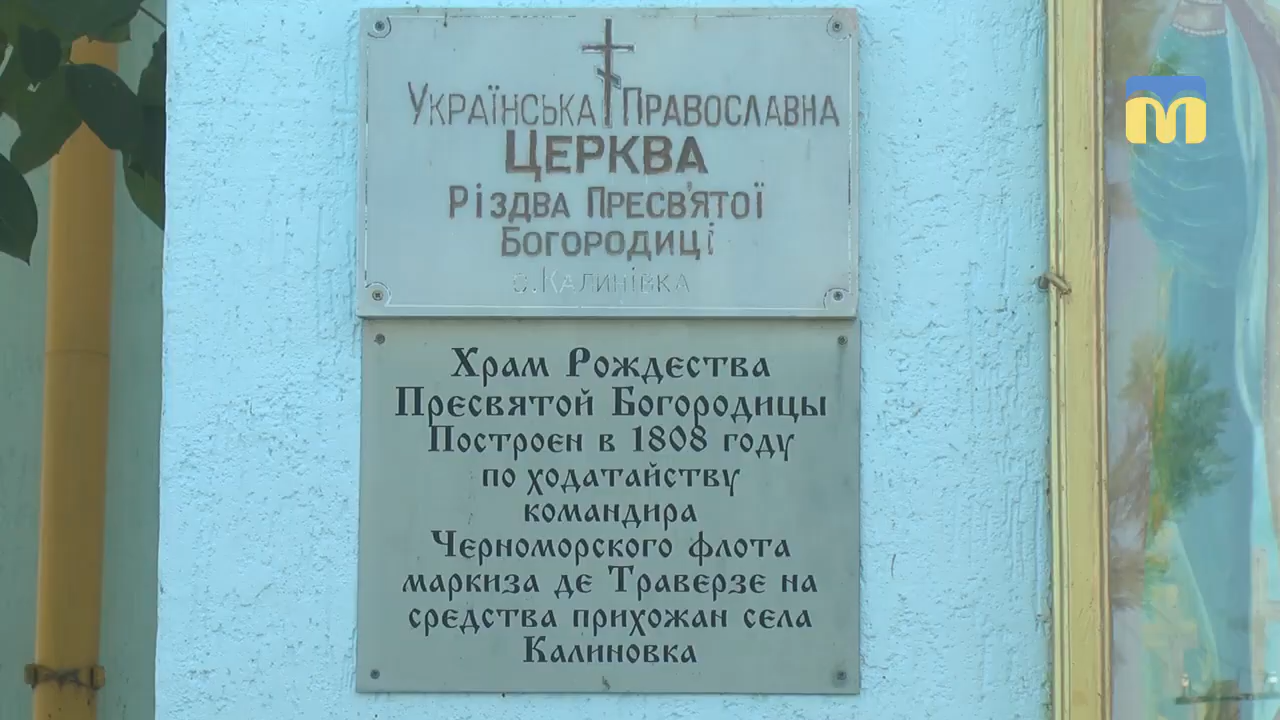 Українська Православна
Церква
Різдва Пресв'ятої
Богородиці
с. Калинівка
Храм Рождества
Пресвятой Богородицы
Построен в 1808 году
по ходатайству
командира
Черноморского флота
маркиза де Траверзе на
средства прихожан села
Калиновка
m